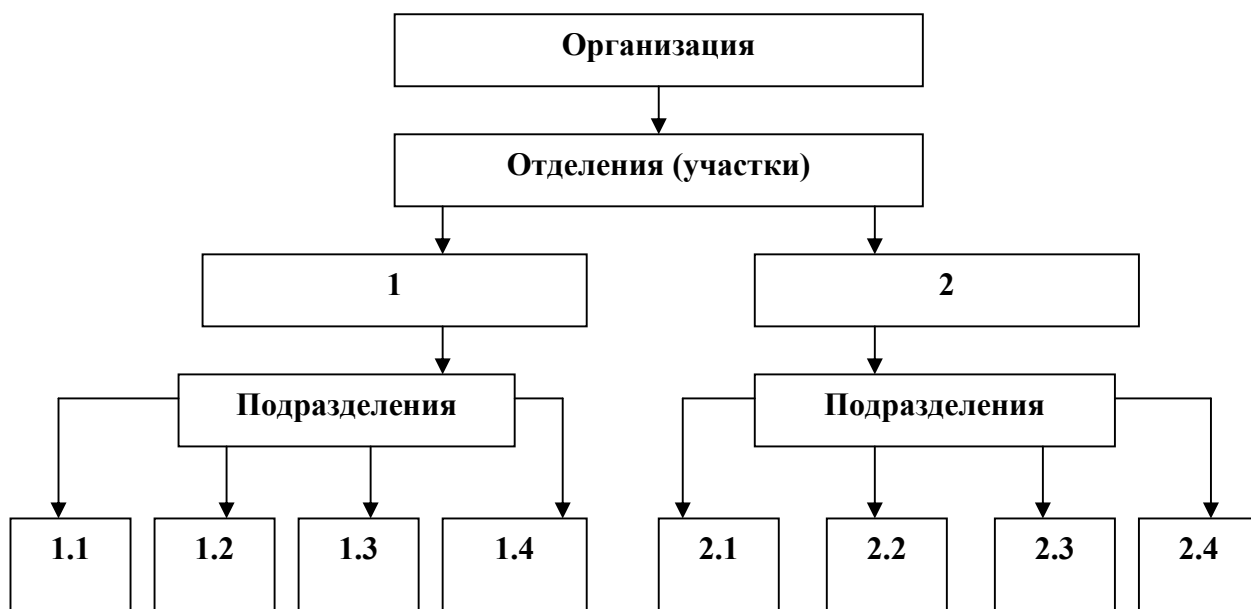 Организация
Отделения (участки)
1
2
Подразделения
Подразделения
1.1
1.2
1.3
1.4
2.1
2.2
2.3
2.4